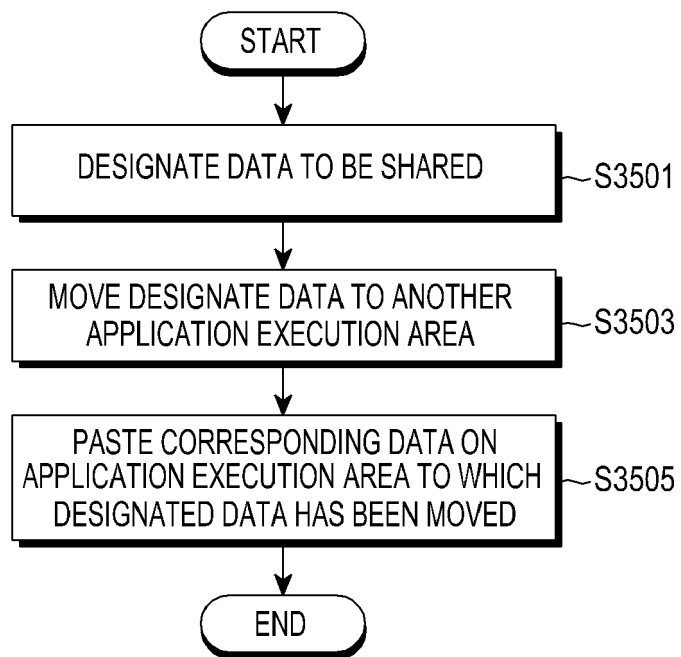 START
DESIGNATE DATA TO BE SHARED
S3501
MOVE DESIGNATE DATA TO ANOTHER
APPLICATION EXECUTION AREA
S3503
PASTE CORRESPONDING DATA ON
APPLICATION EXECUTION AREA TO WHICH
DESIGNATED DATA HAS BEEN MOVED
S3505
END